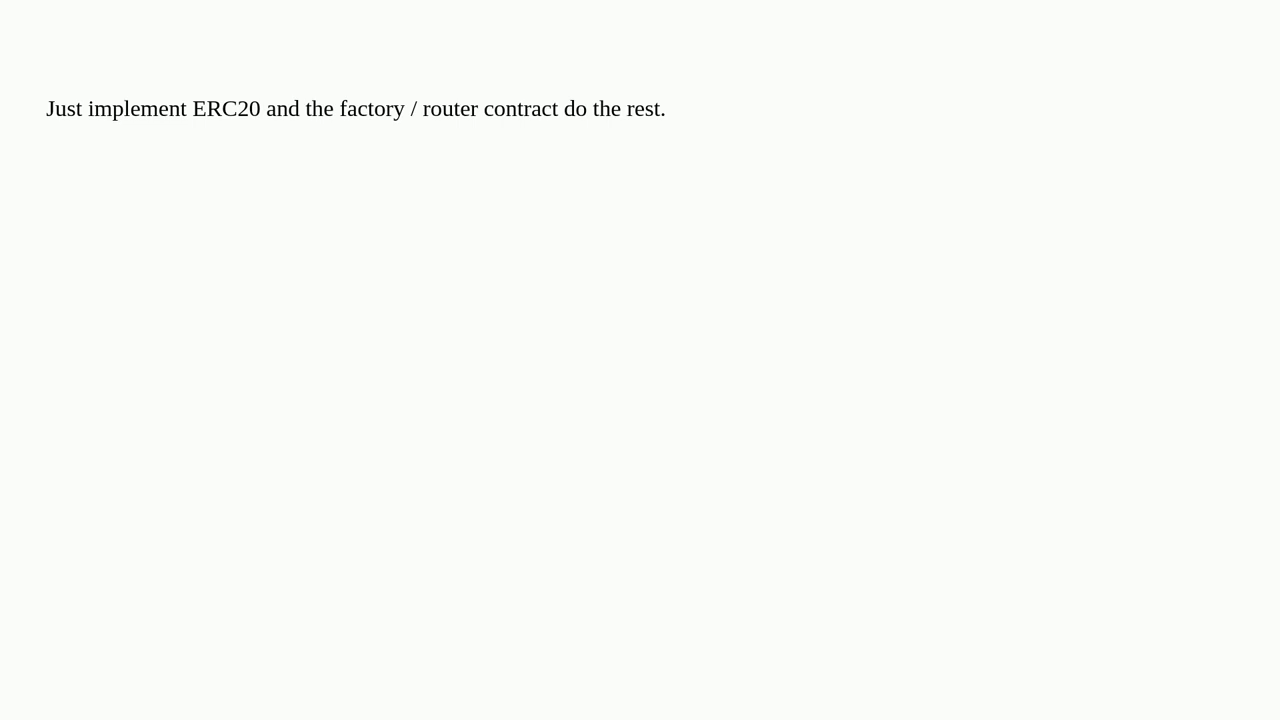 Just implement ERC20 and the factory / router contract do the rest.